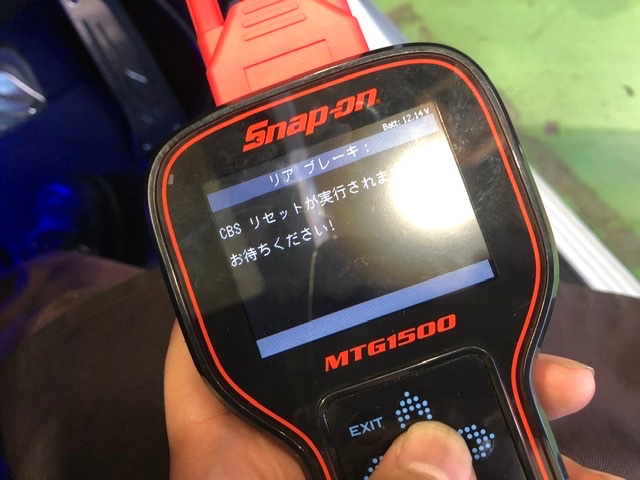 Snap-on
Batt: 12.14 V
リア ブレーキ :
CBS リセットが実行されま
お待ちください!
MTG1500
EXIT